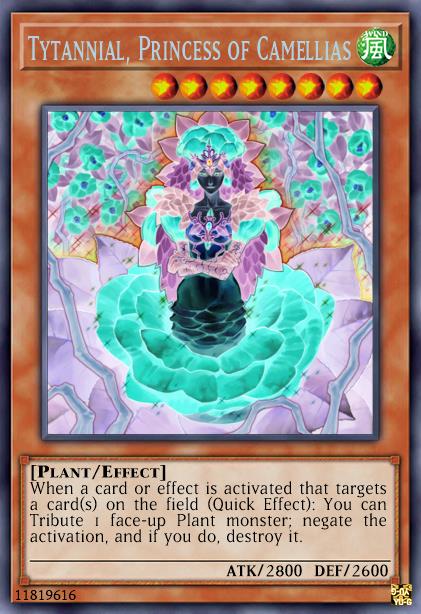 Tytannial, Princess of Camellias
WIND
風
[Plant/Effect]
When a card or effect is activated that targets
a card(s) on the field (Quick Effect): You can
Tribute 1 face-up Plant monster; negate the
activation, and if you do, destroy it.
ATK/2800 DEF/2600
11819616